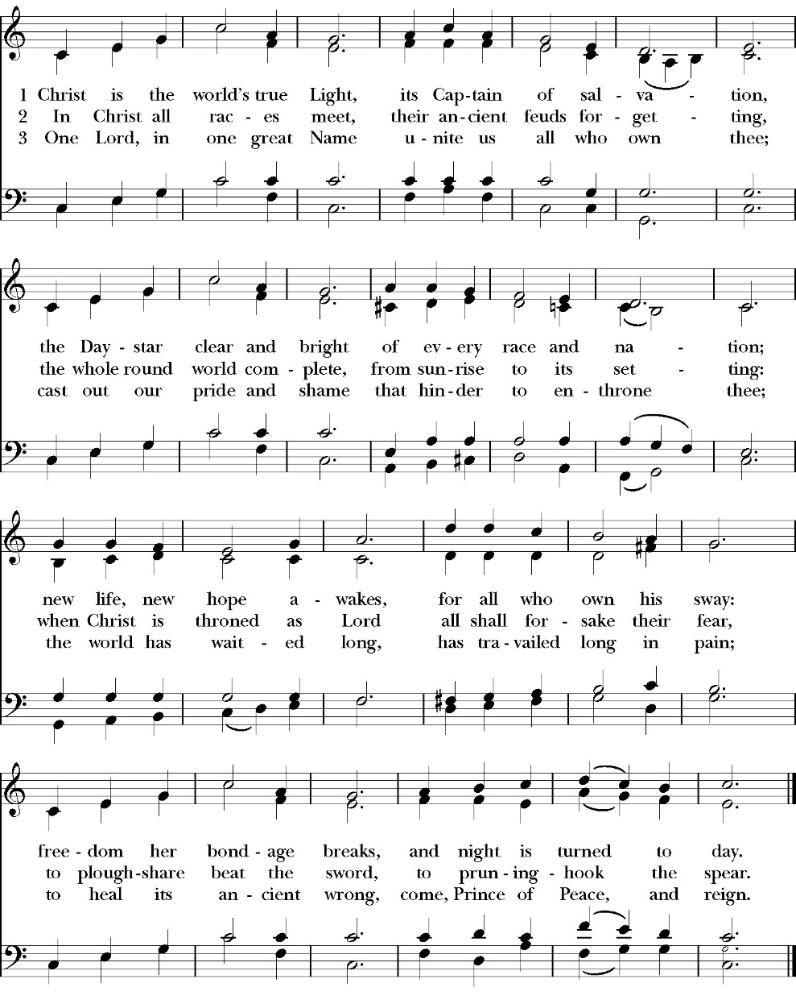 1 Christ is the world's true Light, its Cap-tain of sal - va - tion,
2 In Christ all rac - es meet, their an-cient feuds for - get - ting,
3 One Lord, in one great Name u - nite us all who own thee;
the Day - star clear and bright of ev - ery race and na - tion;
the whole round world com - plete, from sun-rise to its set - ting:
cast out our pride and shame that hin-der to en - throne thee;
new life, new hope a - wakes, for all who own his sway:
when Christ is throned as Lord all shall for - sake their fear,
the world has wait - ed long, has tra - vailed long in pain;
free - dom her bond - age breaks, and night is turned to day.
to plough-share beat the sword, to prun - ing - hook the spear.
to heal its an - cient wrong, come, Prince of Peace, and reign.